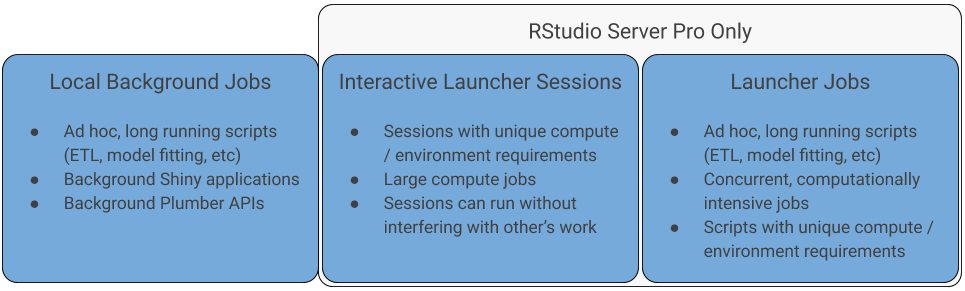 RStudio Server Pro Only
Local Background Jobs
● Ad hoc, long running scripts
(ETL, model fitting, etc)
● Background Shiny applications
● Background Plumber APIs
Interactive Launcher Sessions
● Sessions with unique compute
/ environment requirements
● Large compute jobs
● Sessions can run without
interfering with other’s work
Launcher Jobs
● Ad hoc, long running scripts
(ETL, model fitting, etc)
● Concurrent, computationally
intensive jobs
● Scripts with unique compute /
environment requirements